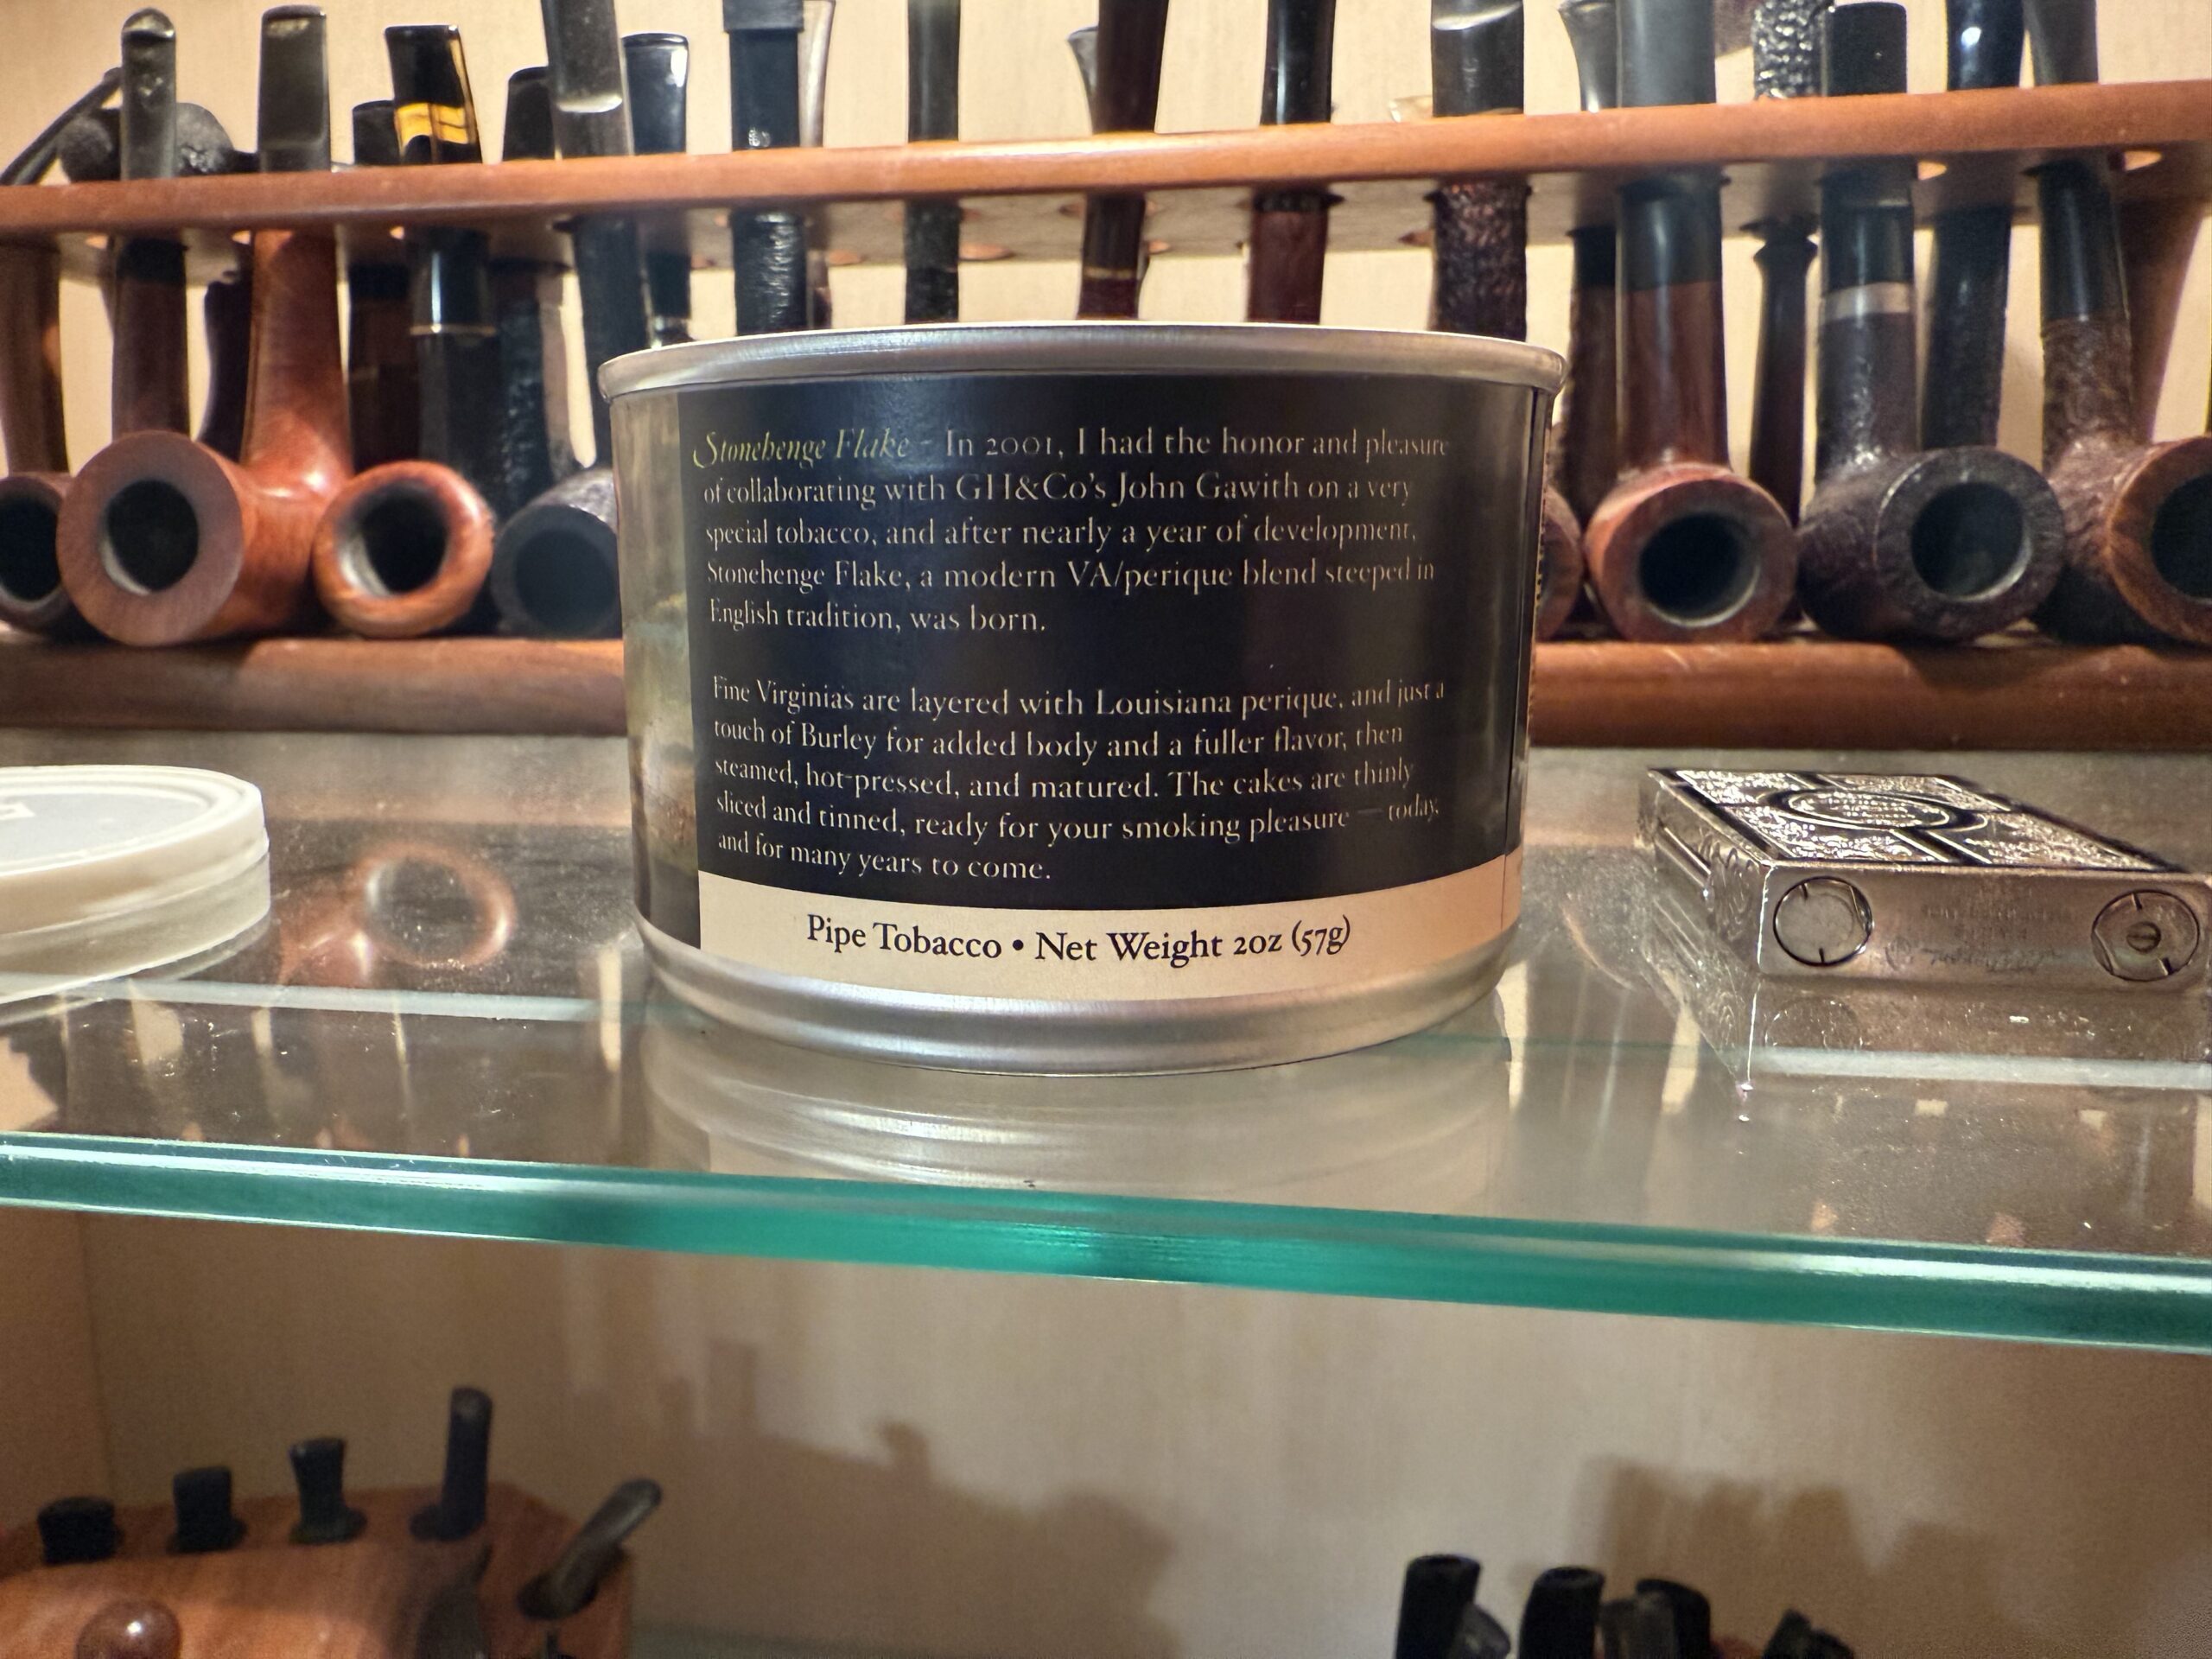 Stonehenge Flake – In 2001, I had the honor and pleasure
of collaborating with GH&Co's John Gawith on a very
special tobacco, and after nearly a year of development,
Stonehenge Flake, a modern VA/perique blend steeped in
English tradition, was born.
Fine Virginias are layered with Louisiana perique, and just a
touch of Burley for added body and a fuller flavor, then
steamed, hot-pressed, and matured. The cakes are thinly
sliced and tinned, ready for your smoking pleasure — today,
and for many years to come.
Pipe Tobacco • Net Weight 2oz (57g)